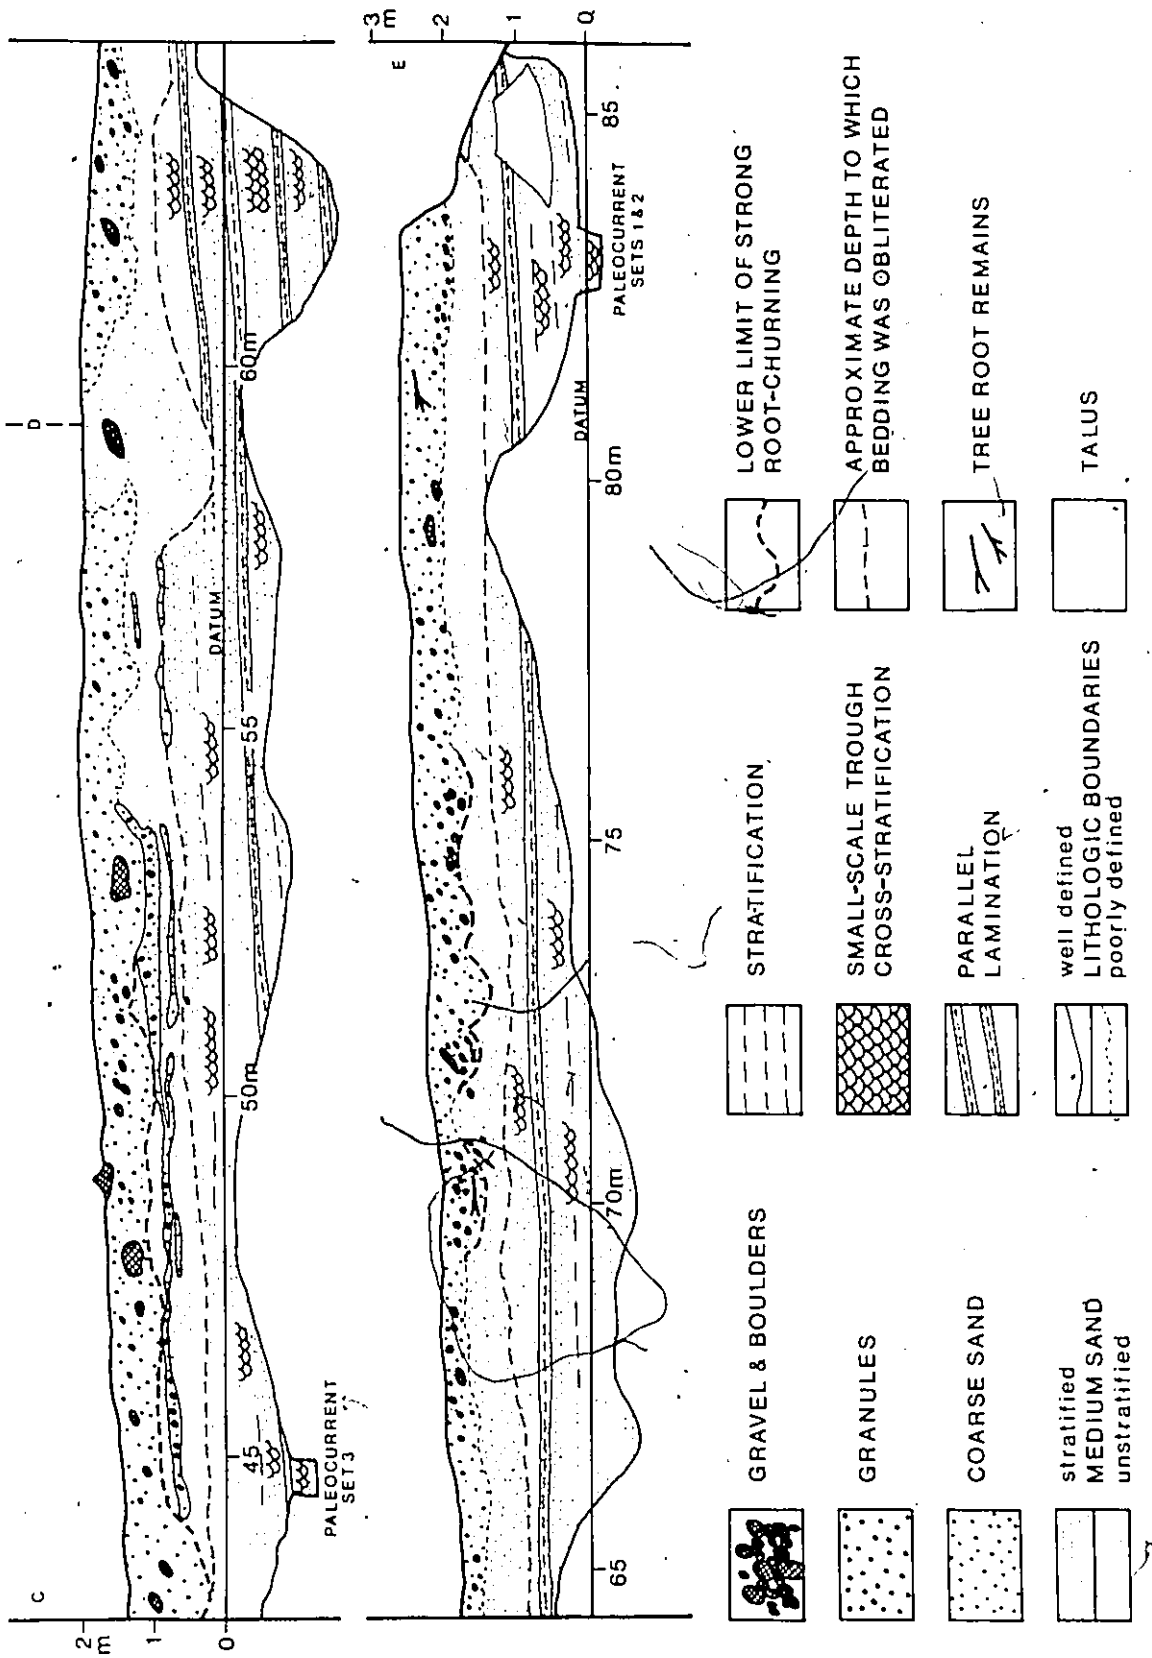 C
D
2
m
1
0
DATUM
45
50m
55
60m
PALEOCURRENT
SET 3
E
3
m
2
1
0
DATUM
65
70m
75
80m
85
PALEOCURRENT
SETS 1 & 2
GRAVEL & BOULDERS
GRANULES
COARSE SAND
stratified
MEDIUM SAND
unstratified
STRATIFICATION
SMALL-SCALE TROUGH
CROSS-STRATIFICATION
PARALLEL
LAMINATION
well defined
LITHOLOGIC BOUNDARIES
poorly defined
LOWER LIMIT OF STRONG
ROOT-CHURNING
APPROXIMATE DEPTH TO WHICH
BEDDING WAS OBLITERATED
TREE ROOT REMAINS
TALUS